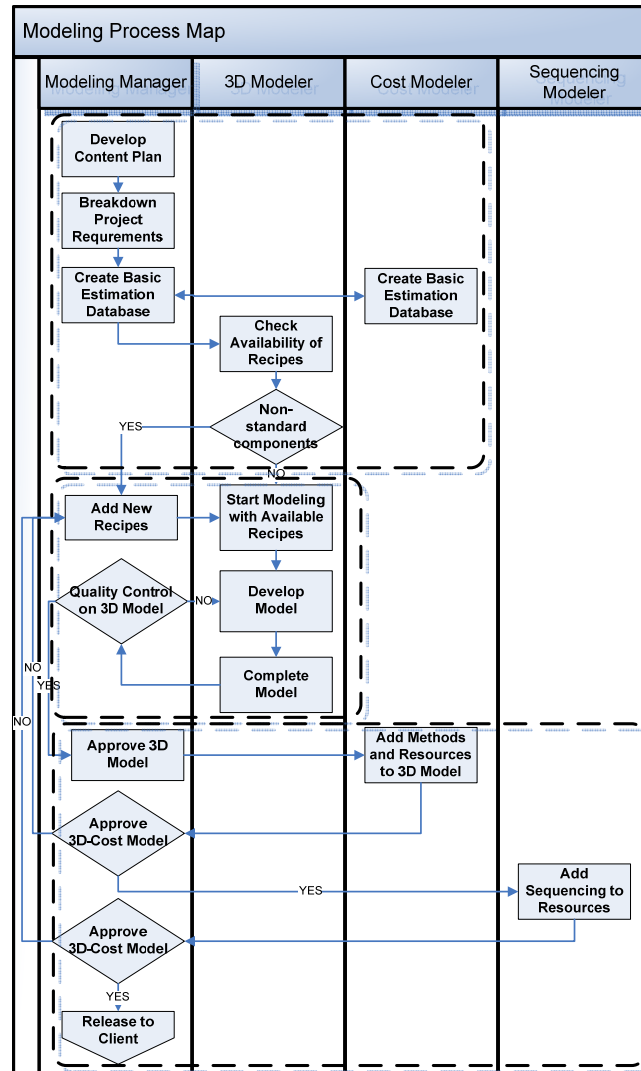 Modeling Process Map
Modeling Manager
3D Modeler
Cost Modeler
Sequencing
Modeler
Develop
Content Plan
Breakdown
Project
Requrements
Create Basic
Estimation
Database
Create Basic
Estimation
Database
Check
Availability of
Recipes
Non-
standard
components
YES
NO
Add New
Recipes
Start Modeling
with Available
Recipes
Quality Control
on 3D Model
NO
Develop
Model
NO
YES
Complete
Model
NO
Approve 3D
Model
Add Methods
and Resources
to 3D Model
Approve
3D-Cost Model
YES
Add
Sequencing to
Resources
Approve
3D-Cost Model
YES
Release to
Client